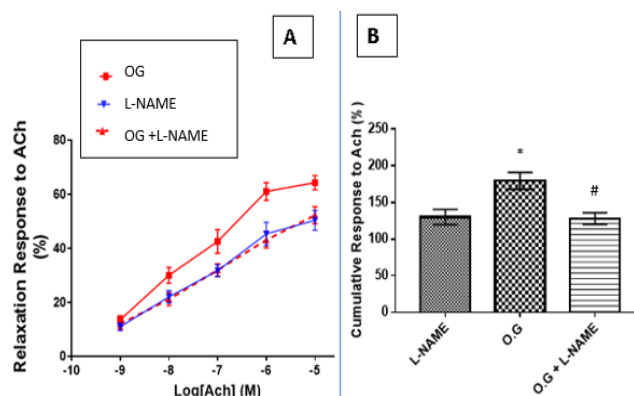 A
OG
L-NAME
OG +L-NAME
Relaxation Response to ACh
(%)
80
60
40
20
0
-10
-9
-8
-7
-6
-5
Log[Ach] (M)
B
Cumulative Response to Ach (%)
250
200
150
100
50
0
*
#
L-NAME
O.G
O.G + L-NAME